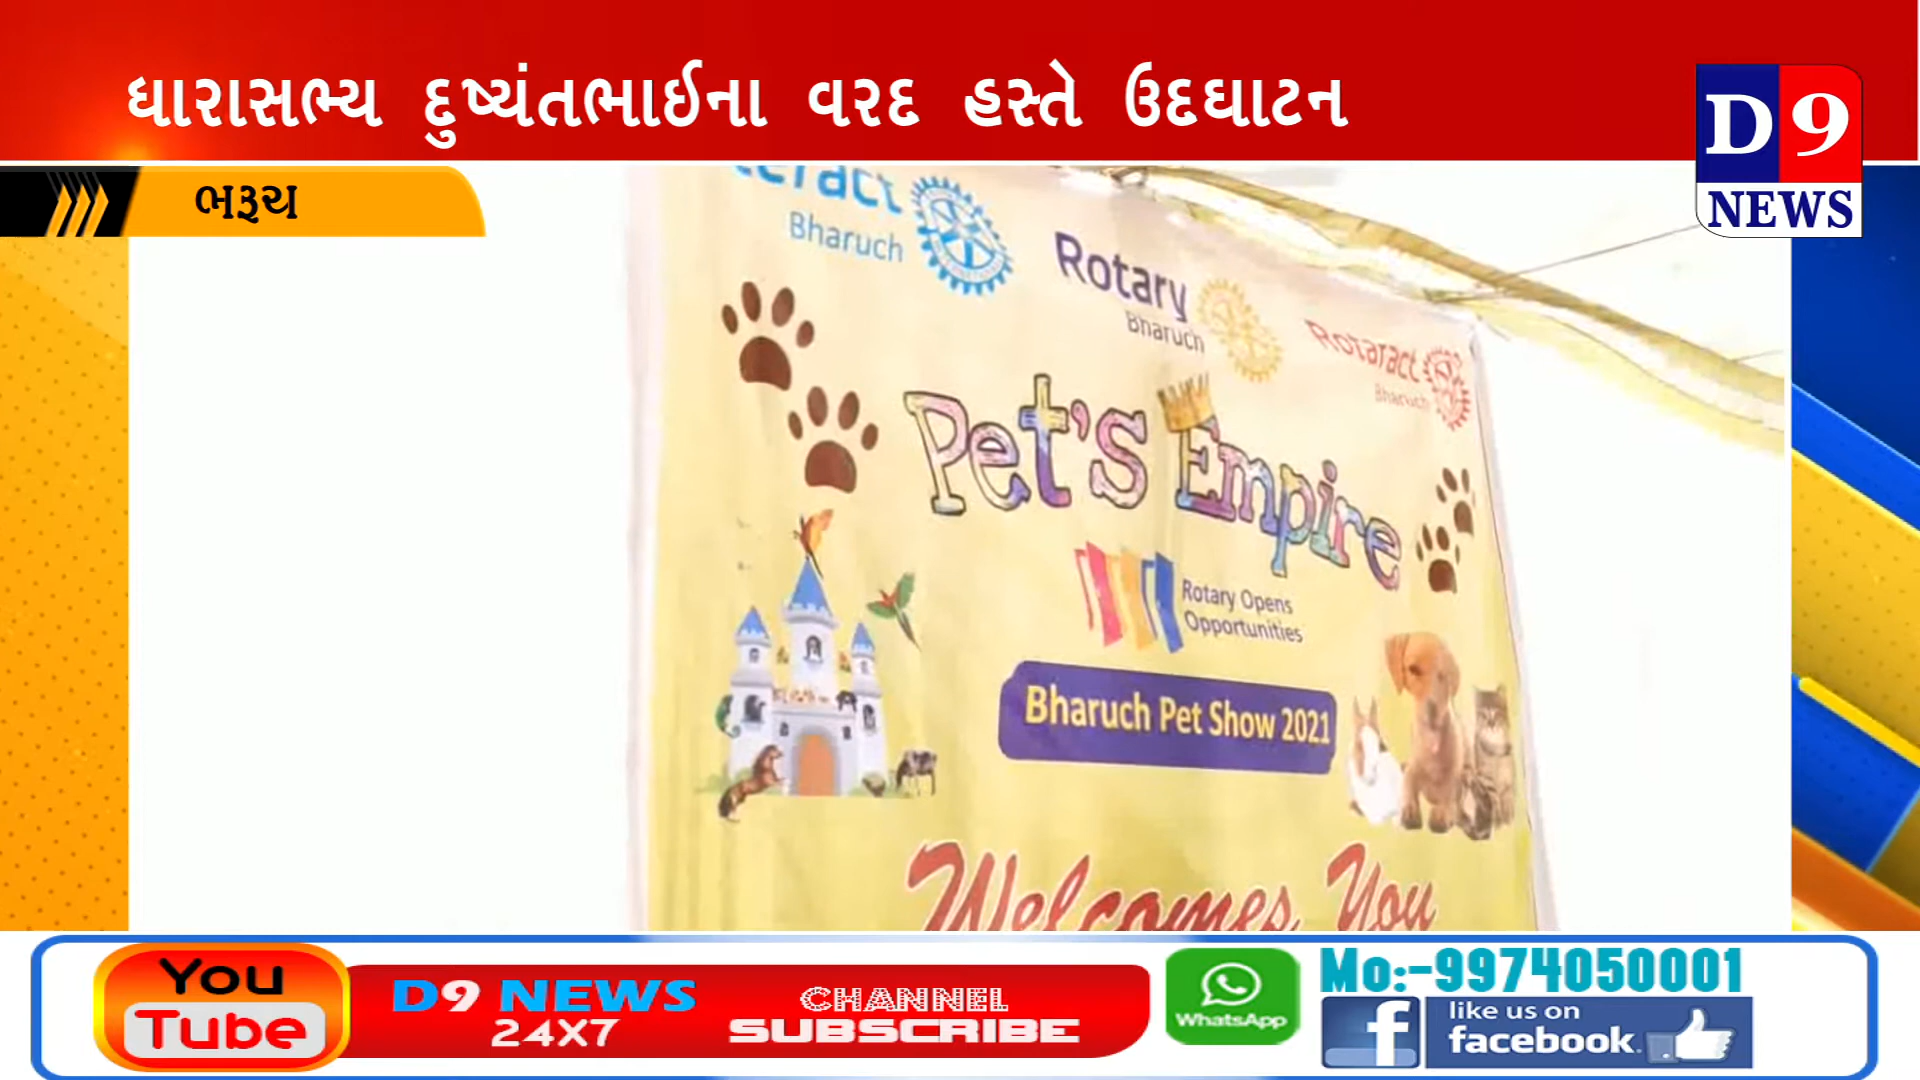 ધારાસભ્ય દુષ્યંતભાઈના વરદ હસ્તે ઉદઘાટન
D9
NEWS
ભરૂચ
Bharuch
Rotary
Bharuch
Rotaract
Bharuch
Pet's Empire
Rotary Opens
Opportunities
Bharuch Pet Show 2021
Welcomes You
You
Tube
D9 NEWS
24X7
CHANNEL
SUBSCRIBE
WhatsApp
Mo:-9974050001
like us on
facebook.